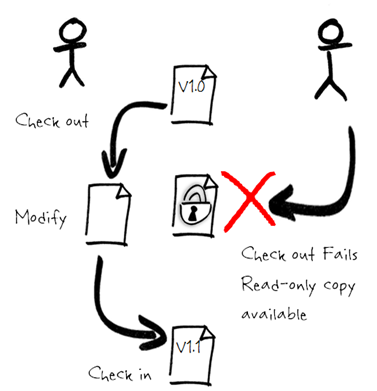 V1.0
Check out
Modify
Check out Fails
Read-only copy
available
V1.1
Check in